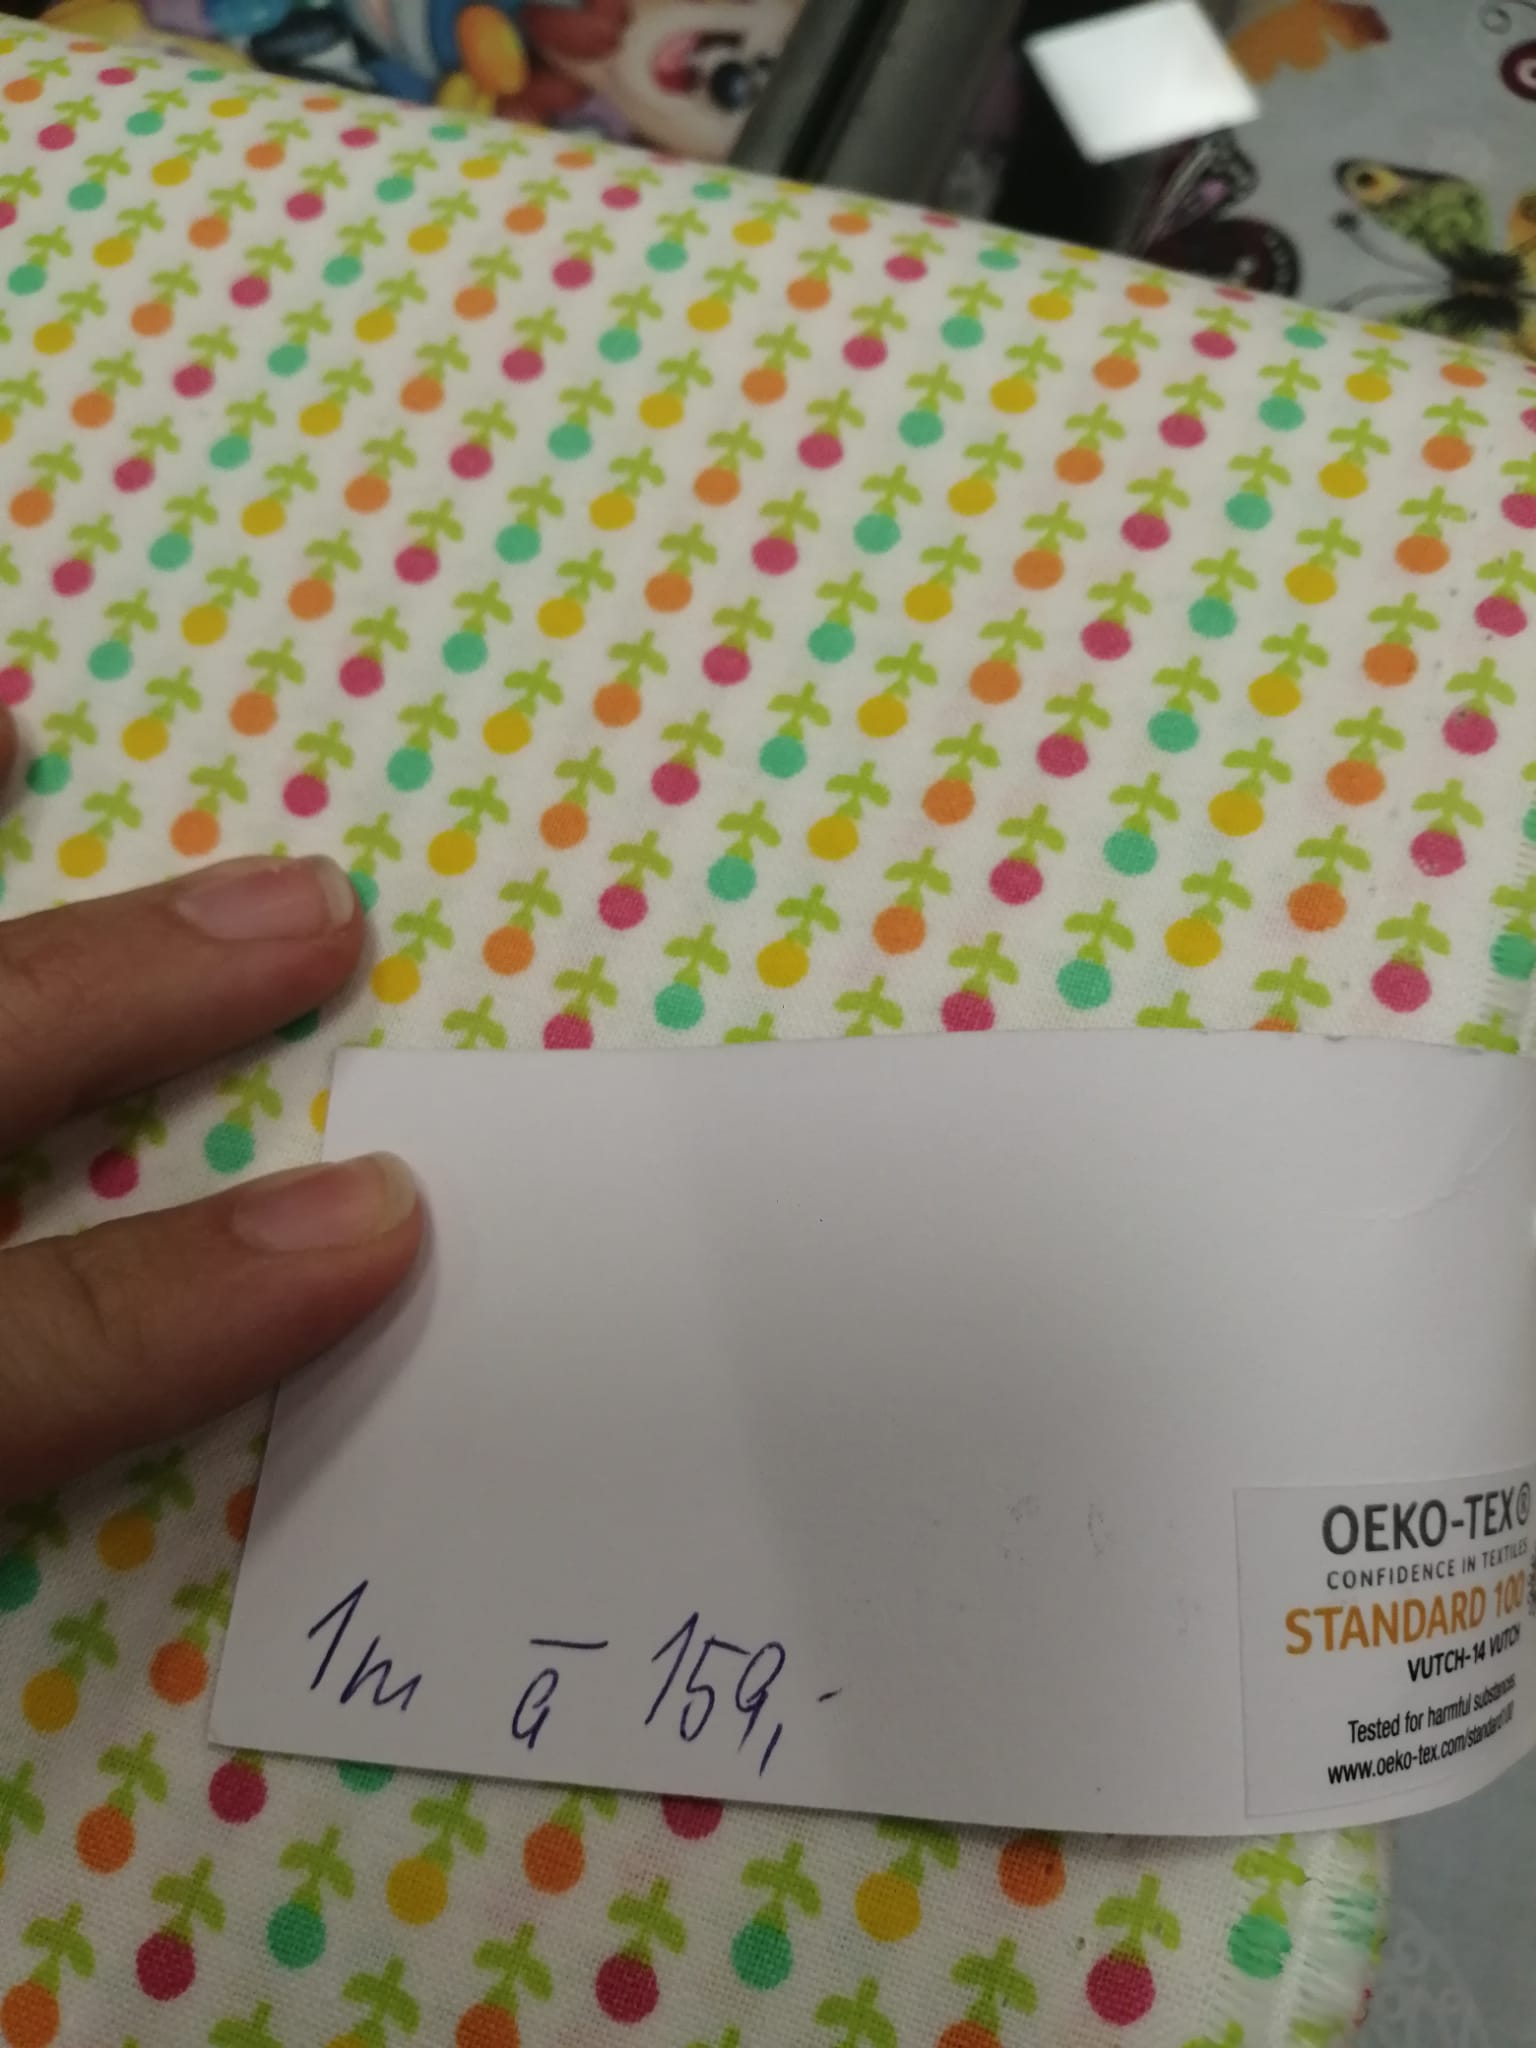 1m ā 159,-
OEKO-TEX®
CONFIDENCE IN TEXTILES
STANDARD 100
VUTCH-14 VUTCH
Tested for harmful substances
www.oeko-tex.com/standard100